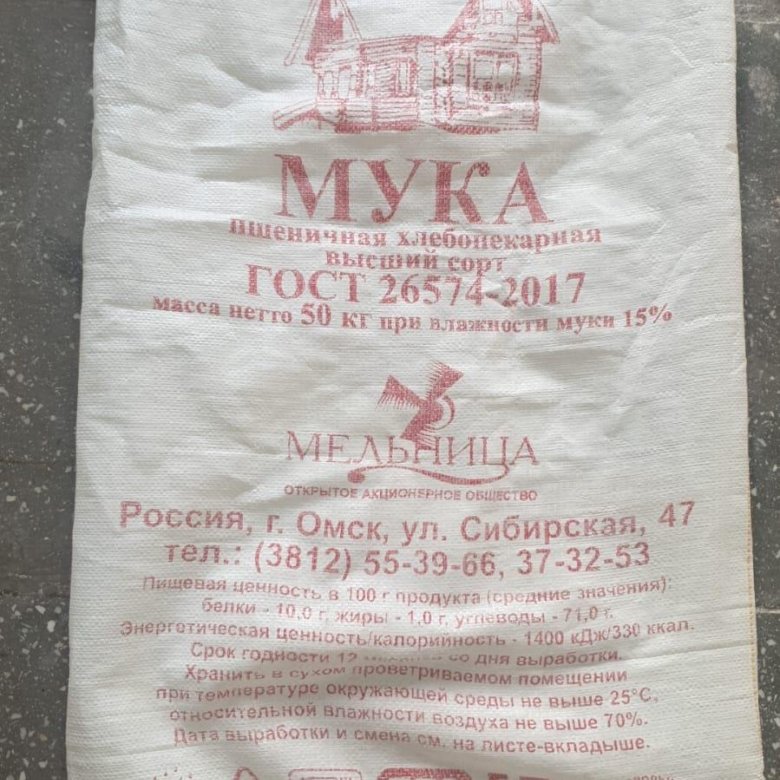 МУКА
пшеничная хлебопекарная
высший сорт
ГОСТ 26574-2017
масса нетто 50 кг при влажности муки 15%
МЕЛЬНИЦА
ОТКРЫТОЕ АКЦИОНЕРНОЕ ОБЩЕСТВО
Россия, г. Омск, ул. Сибирская, 47
тел.: (3812) 55-39-66, 37-32-53
Пищевая ценность в 100 г продукта (средние значения):
белки - 10,0 г, жиры - 1,0 г, углеводы - 71,0 г.
Энергетическая ценность/калорийность - 1400 кДж/330 ккал.
Срок годности 12 месяцев со дня выработки.
Хранить в сухом проветриваемом помещении
при температуре окружающей среды не выше 25°С,
относительной влажности воздуха не выше 70%.
Дата выработки и смена см. на листе-вкладыше.